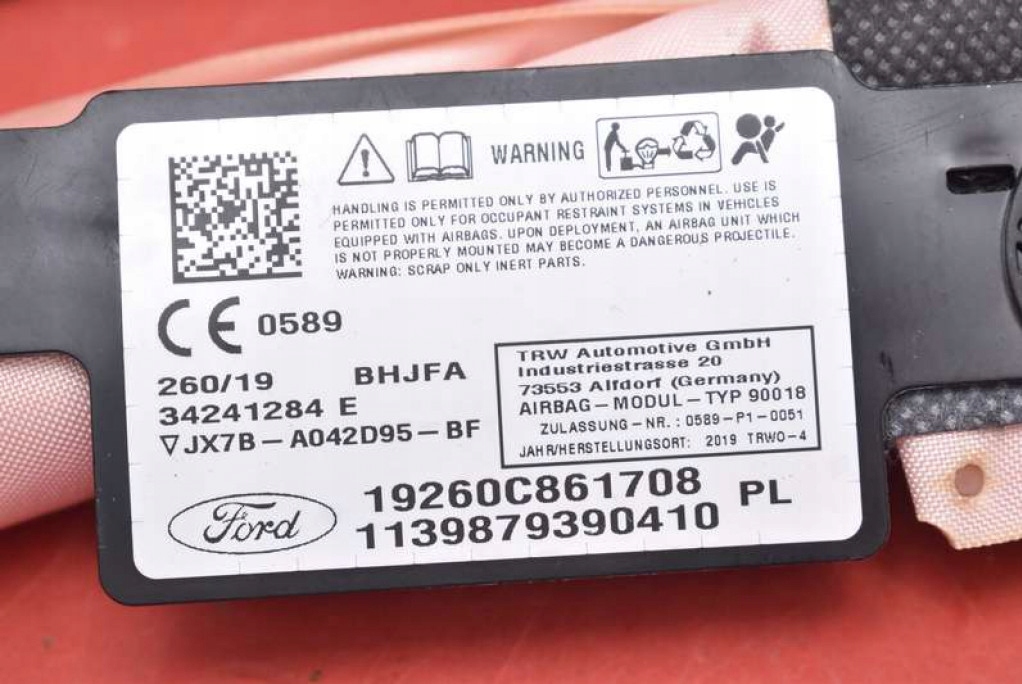 WARNING
HANDLING IS PERMITTED ONLY BY AUTHORIZED PERSONNEL. USE IS
PERMITTED ONLY FOR OCCUPANT RESTRAINT SYSTEMS IN VEHICLES
EQUIPPED WITH AIRBAGS. UPON DEPLOYMENT, AN AIRBAG UNIT WHICH
IS NOT PROPERLY MOUNTED MAY BECOME A DANGEROUS PROJECTILE.
WARNING: SCRAP ONLY INERT PARTS.
CE 0589
260/19 BHJFA
34241284 E
▽JX7B-A042D95-BF
TRW Automotive GmbH
Industriestrasse 20
73553 Alfdorf (Germany)
AIRBAG-MODUL-TYP 90018
ZULASSUNG-NR.: 0589-P1-0051
JAHR/HERSTELLUNGSORT: 2019 TRWO-4
Ford
19260C861708 PL
1139879390410